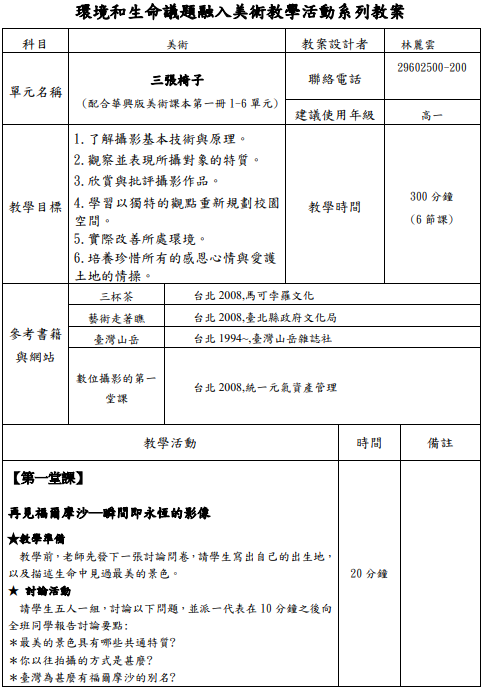 環境和生命議題融入美術教學活動系列教案
科目 美術 教案設計者 林麗雲
單元名稱 三張椅子 聯絡電話 29602500-200
(配合華興版美術課本第一冊 1-6 單元) 建議使用年級 高一
教學目標
1.了解攝影基本技術與原理。
2.觀察並表現所攝對象的特質。
3.欣賞與批評攝影作品。
4.學習以獨特的觀點重新規劃校園
空間。
5.實際改善所處環境。
6.培養珍惜所有的感恩心情與愛護
土地的情操。
教學時間
300 分鐘
(6 節課)
參考書籍
與網站
三杯茶 台北 2008,馬可孛羅文化
藝術走著瞧 台北 2008,臺北縣政府文化局
臺灣山岳 台北 1994~,臺灣山岳雜誌社
數位攝影的第一
堂課
台北 2008,統一元氣資產管理
教學活動 時間 備註
【第一堂課】
再見福爾摩沙—瞬間即永恆的影像
★教學準備
教學前,老師先發下一張討論問卷,請學生寫出自己的出生地,
以及描述生命中見過最美的景色。
20 分鐘
★ 討論活動
請學生五人一組,討論以下問題,並派一代表在 10 分鐘之後向
全班同學報告討論要點:
＊最美的景色具有哪些共通特質?
＊你以往拍攝的方式是甚麼?
＊臺灣為甚麼有福爾摩沙的別名?